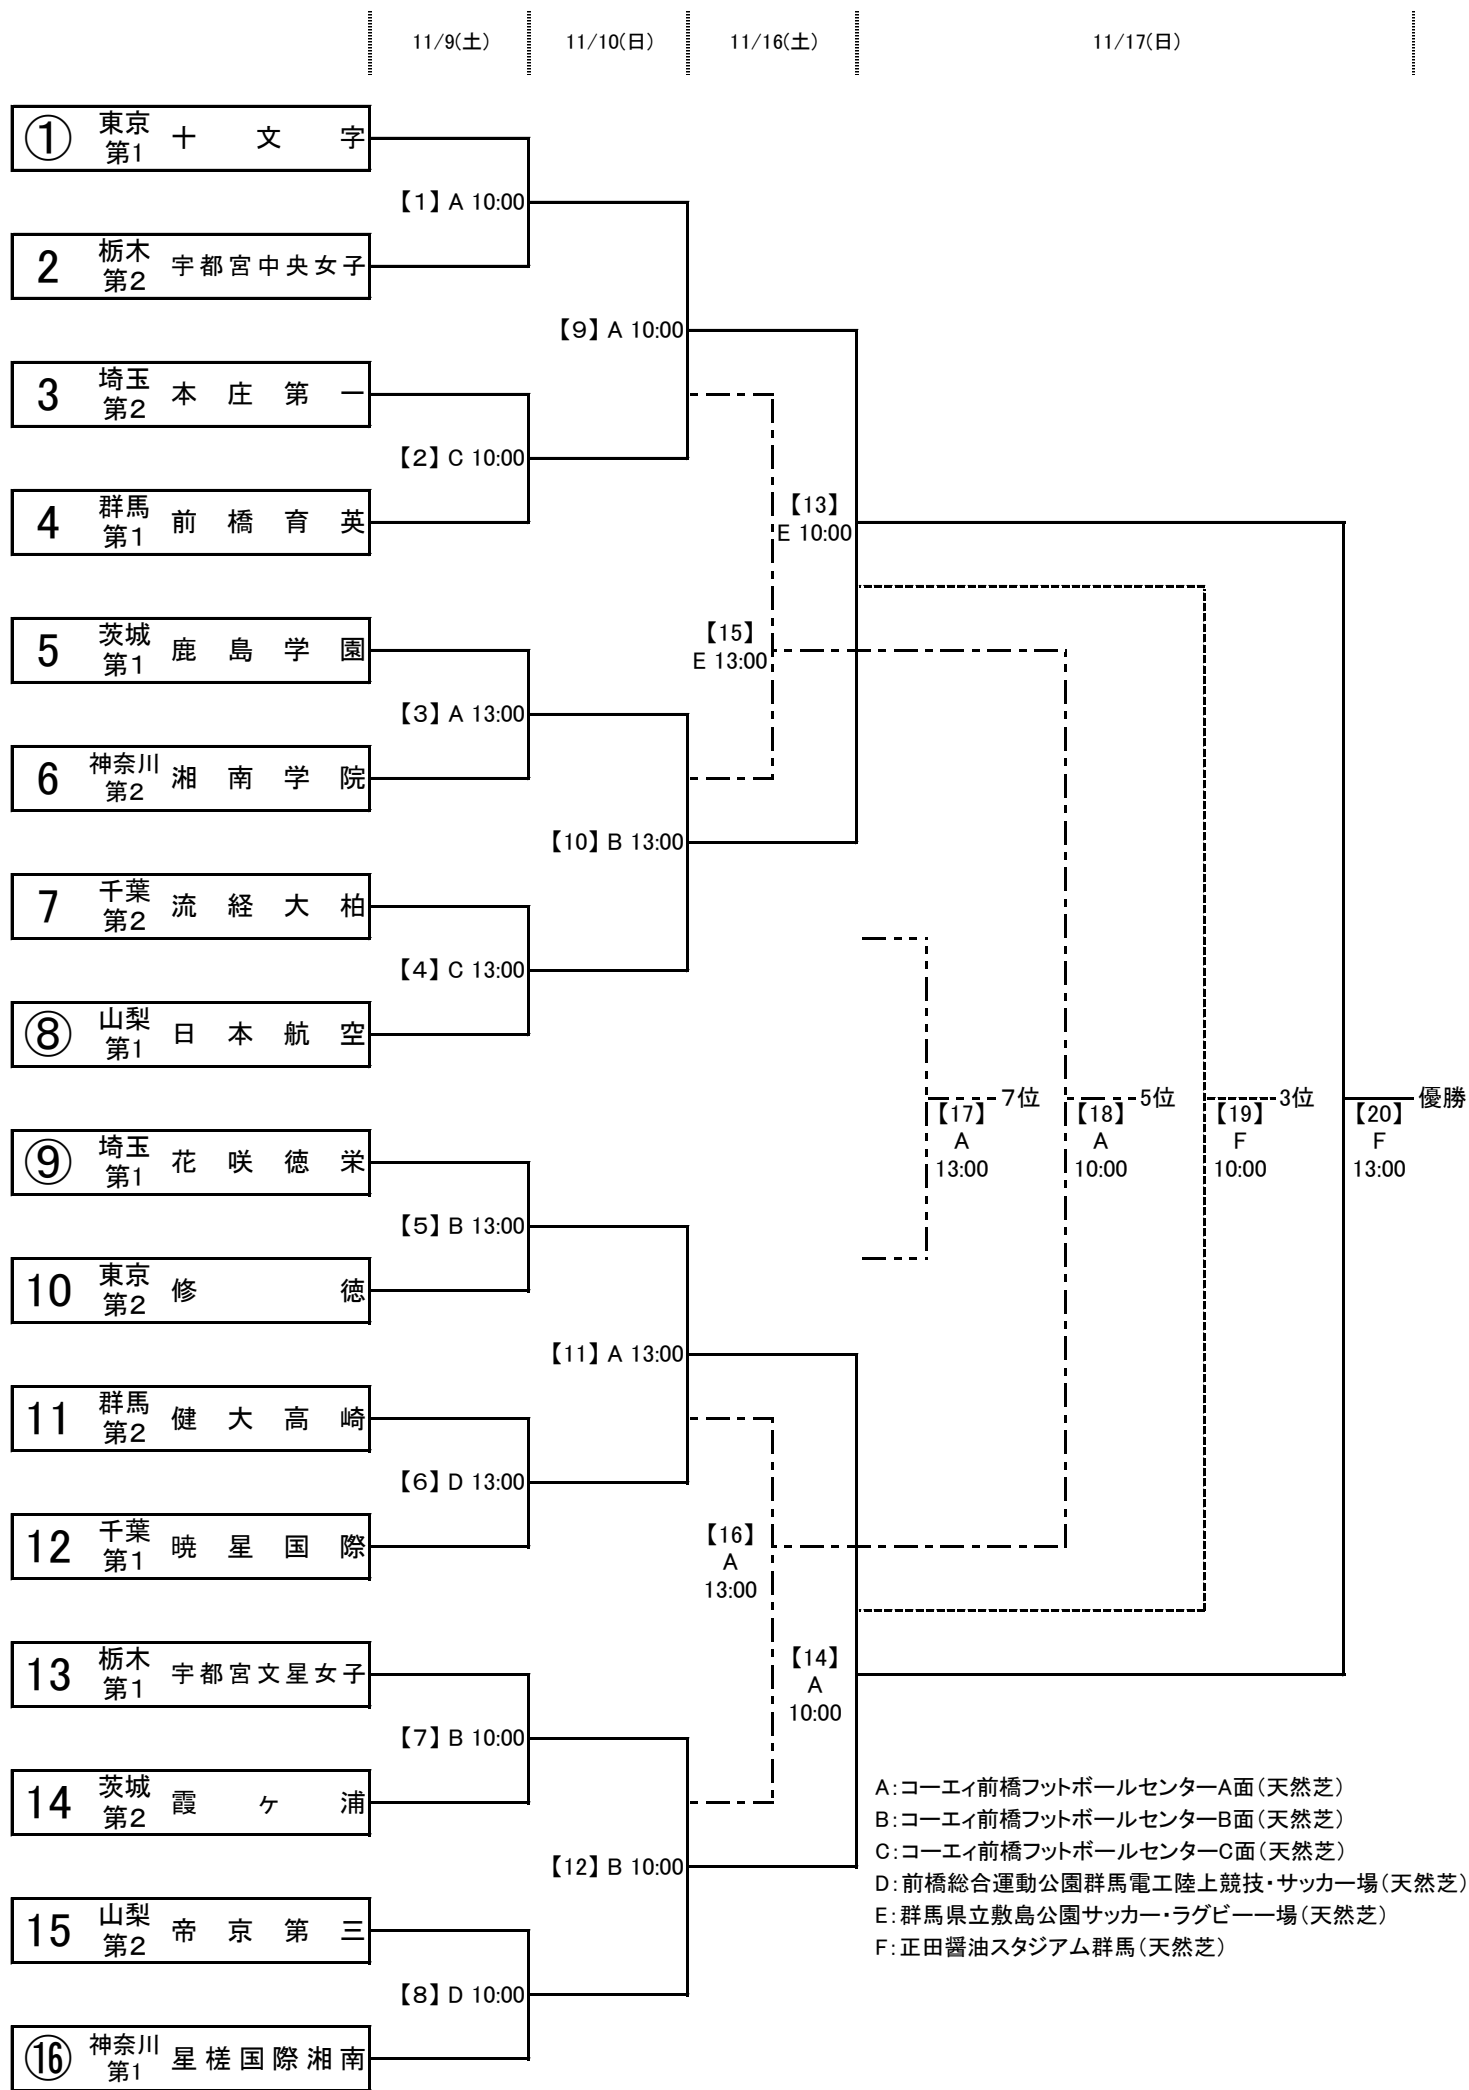 11/9(土) 11/10(日) 11/16(土) 11/17(日)
① 東京第1 十文字
【1】 A 10:00
2 栃木第2 宇都宮中央女子
【9】 A 10:00
3 埼玉第2 本庄第一
【2】 C 10:00
4 群馬第1 前橋育英
【13】
E 10:00
5 茨城第1 鹿島学園
【15】
E 13:00
【3】 A 13:00
6 神奈川第2 湘南学院
【10】 B 13:00
7 千葉第2 流経大柏
【4】 C 13:00
⑧ 山梨第1 日本航空
7位 5位 3位 優勝
【17】 【18】 【19】 【20】
A A F F
13:00 10:00 10:00 13:00
⑨ 埼玉第1 花咲徳栄
【5】 B 13:00
10 東京第2 修徳
【11】 A 13:00
11 群馬第2 健大高崎
【6】 D 13:00
12 千葉第1 暁星国際
【16】
A
13:00
13 栃木第1 宇都宮文星女子
【14】
A
10:00
【7】 B 10:00
14 茨城第2 霞ヶ浦
【12】 B 10:00
15 山梨第2 帝京第三
【8】 D 10:00
⑯ 神奈川第1 星槎国際湘南
A:コーエィ前橋フットボールセンターA面(天然芝)
B:コーエィ前橋フットボールセンターB面(天然芝)
C:コーエィ前橋フットボールセンターC面(天然芝)
D:前橋総合運動公園群馬電工陸上競技・サッカー場(天然芝)
E:群馬県立敷島公園サッカー・ラグビー一場(天然芝)
F:正田醤油スタジアム群馬(天然芝)